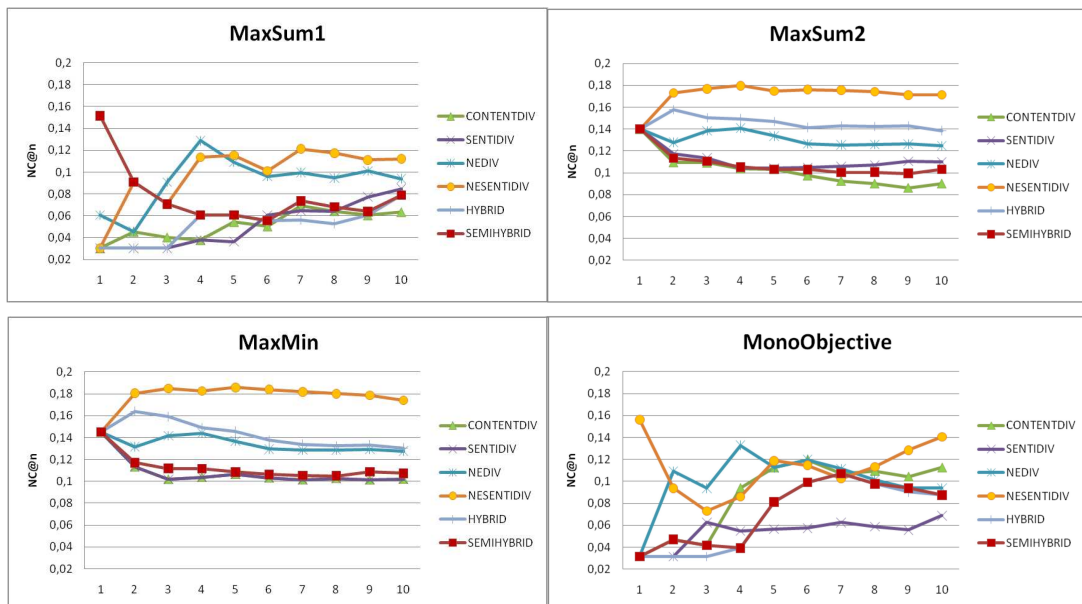 MaxSum1
NC@n
0,2
0,18
0,16
0,14
0,12
0,1
0,08
0,06
0,04
0,02
1 2 3 4 5 6 7 8 9 10
CONTENTDIV
SENTIDIV
NEDIV
NESENTIDIV
HYBRID
SEMIHYBRID
MaxSum2
NC@n
0,2
0,18
0,16
0,14
0,12
0,1
0,08
0,06
0,04
0,02
1 2 3 4 5 6 7 8 9 10
CONTENTDIV
SENTIDIV
NEDIV
NESENTIDIV
HYBRID
SEMIHYBRID
MaxMin
NC@n
0,2
0,18
0,16
0,14
0,12
0,1
0,08
0,06
0,04
0,02
1 2 3 4 5 6 7 8 9 10
CONTENTDIV
SENTIDIV
NEDIV
NESENTIDIV
HYBRID
SEMIHYBRID
MonoObjective
NC@n
0,2
0,18
0,16
0,14
0,12
0,1
0,08
0,06
0,04
0,02
1 2 3 4 5 6 7 8 9 10
CONTENTDIV
SENTIDIV
NEDIV
NESENTIDIV
HYBRID
SEMIHYBRID